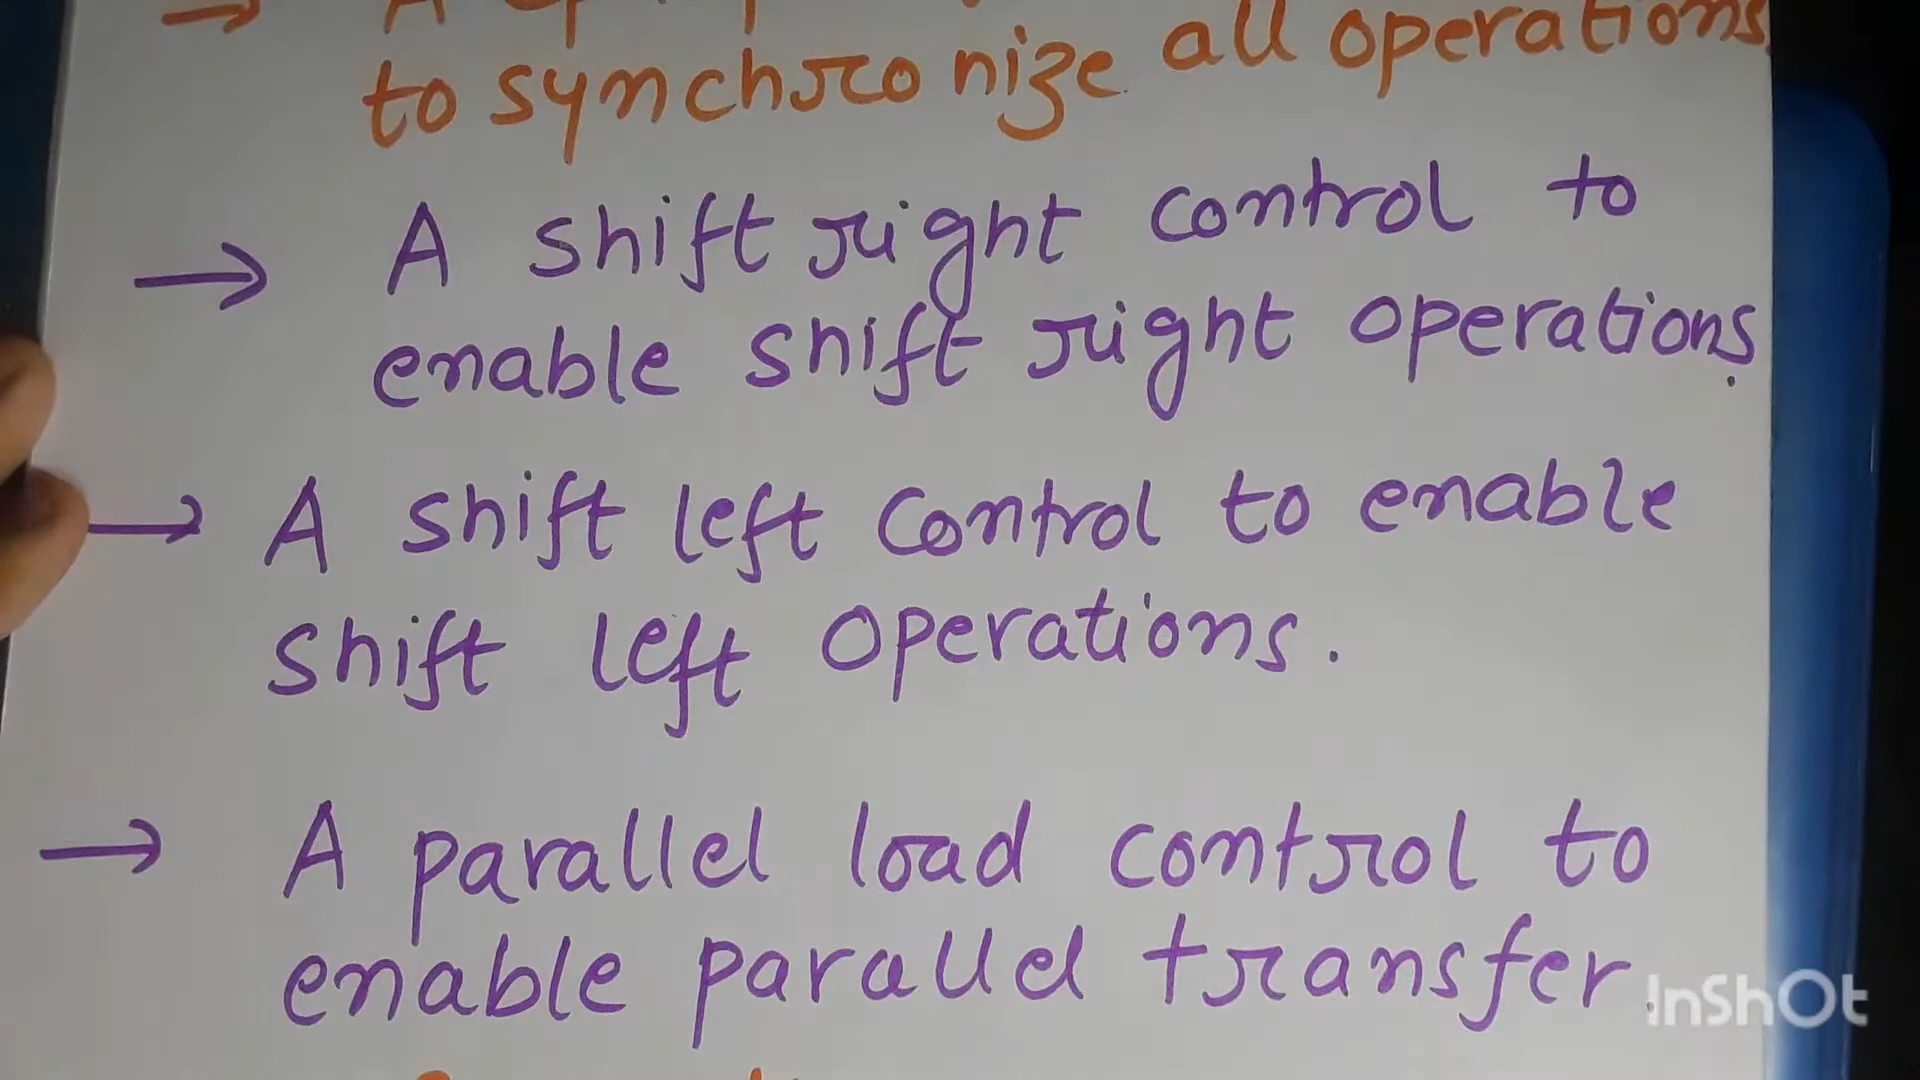 → A
to synchronize all operations.
→ A shift right control to
enable shift right operations.
→ A shift left control to enable
shift left operations.
→ A parallel load control to
enable parallel transfer.
InShOt